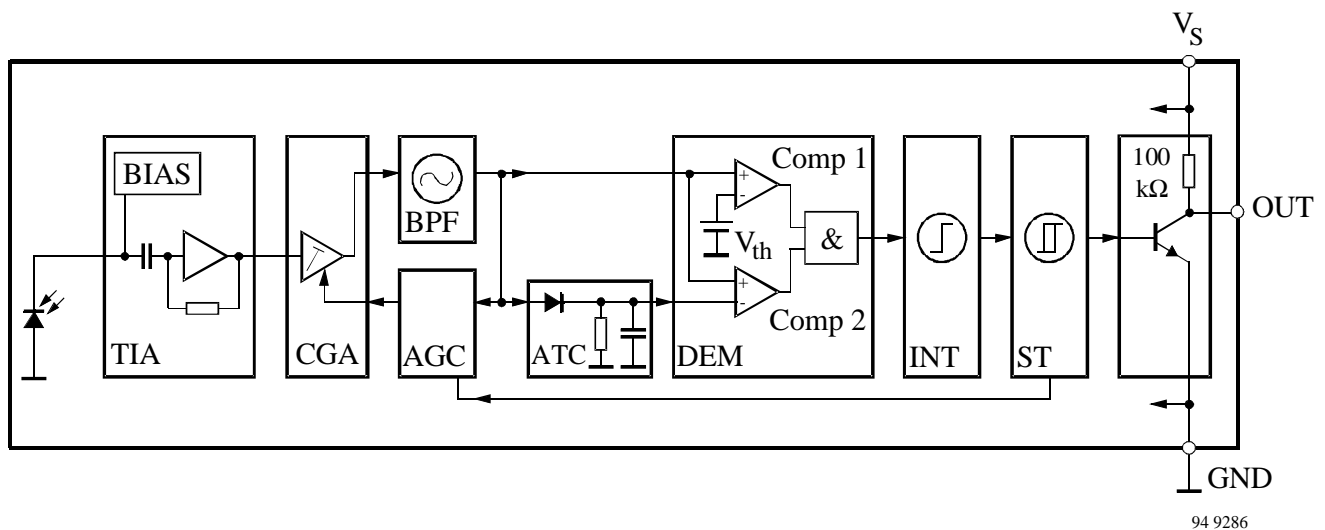 V_S
BIAS
TIA
CGA
BPF
AGC
ATC
+
-
Comp 1
V_th
&
+
-
Comp 2
DEM
INT
ST
100
kΩ
OUT
GND
94 9286